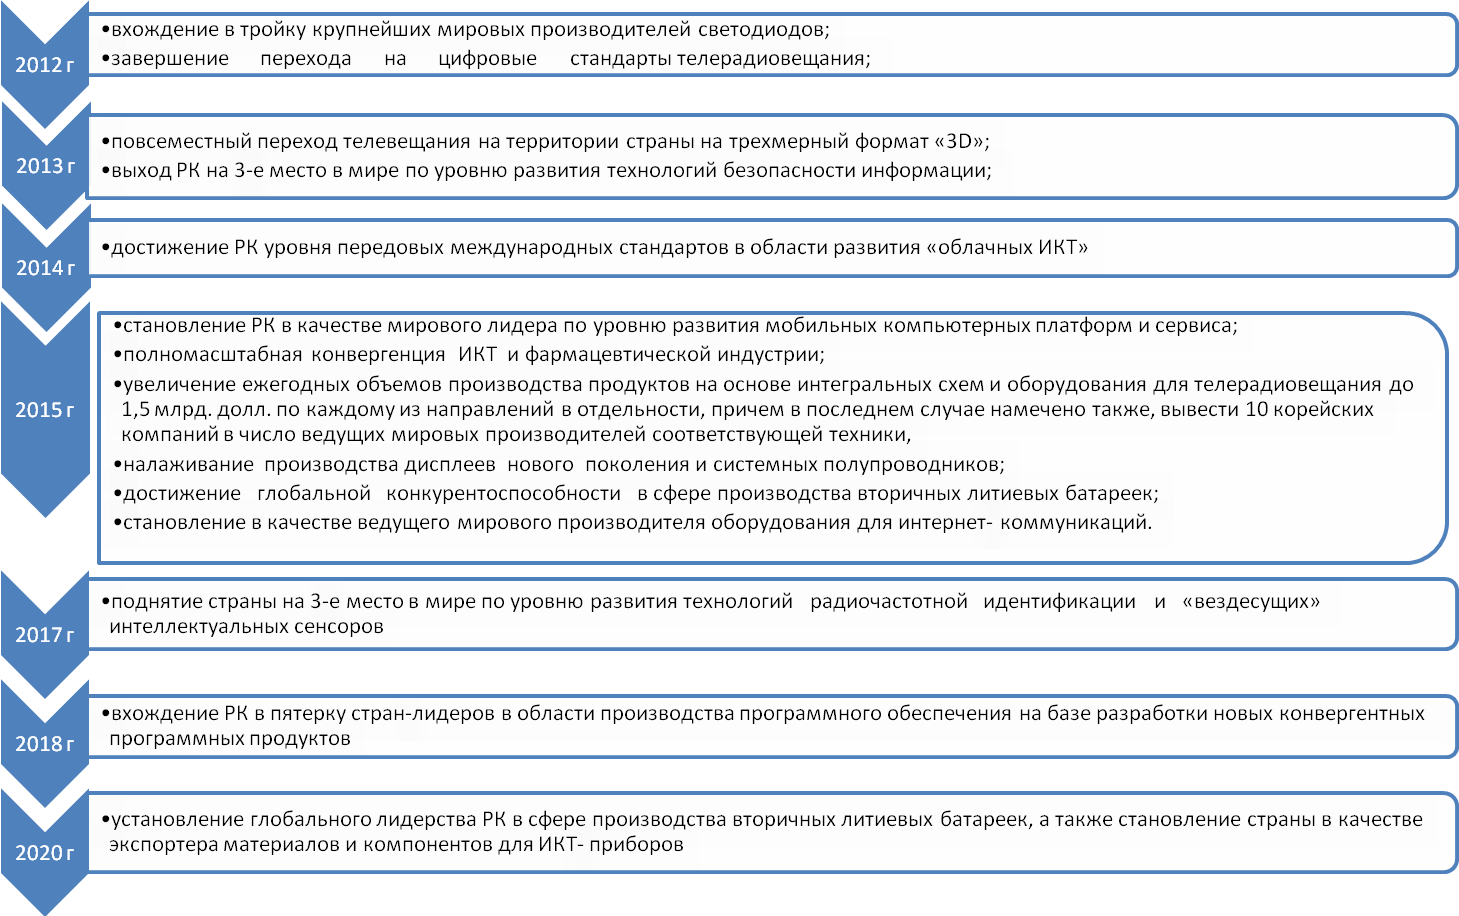 2012 г
•вхождение в тройку крупнейших мировых производителей светодиодов;
•завершение перехода на цифровые стандарты телерадиовещания;
2013 г
•повсеместный переход телевещания на территории страны на трехмерный формат «3D»;
•выход РК на 3-е место в мире по уровню развития технологий безопасности информации;
2014 г
•достижение РК уровня передовых международных стандартов в области развития «облачных ИКТ»
2015 г
•становление РК в качестве мирового лидера по уровню развития мобильных компьютерных платформ и сервиса;
•полномасштабная конвергенция ИКТ и фармацевтической индустрии;
•увеличение ежегодных объемов производства продуктов на основе интегральных схем и оборудования для телерадиовещания до
1,5 млрд. долл. по каждому из направлений в отдельности, причем в последнем случае намечено также, вывести 10 корейских
компаний в число ведущих мировых производителей соответствующей техники,
•налаживание производства дисплеев нового поколения и системных полупроводников;
•достижение глобальной конкурентоспособности в сфере производства вторичных литиевых батареек;
•становление в качестве ведущего мирового производителя оборудования для интернет- коммуникаций.
2017 г
•поднятие страны на 3-е место в мире по уровню развития технологий радиочастотной идентификации и «вездесущих»
интеллектуальных сенсоров
2018 г
•вхождение РК в пятерку стран-лидеров в области производства программного обеспечения на базе разработки новых конвергентных
программных продуктов
2020 г
•установление глобального лидерства РК в сфере производства вторичных литиевых батареек, а также становление страны в качестве
экспортера материалов и компонентов для ИКТ- приборов